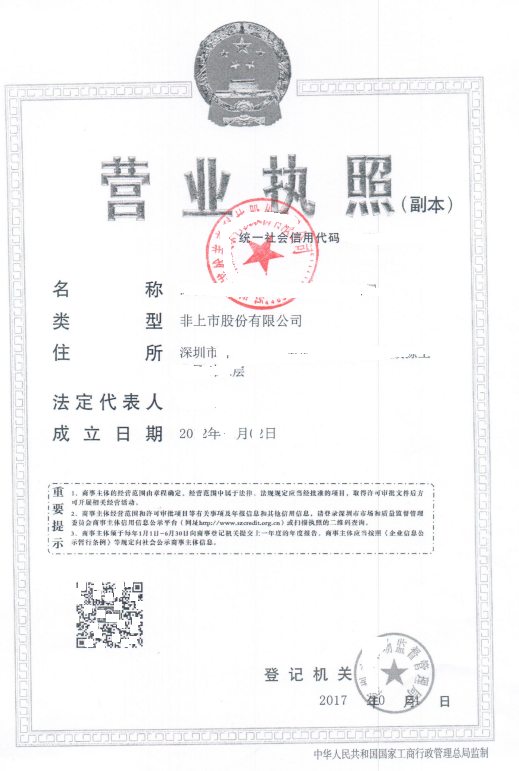 营业执照
(副本)
统一社会信用代码
名 称
类 型 非上市股份有限公司
住 所 深圳市
层
法定代表人
成立日期 2年 月 2日
重要提示
1、商事主体的经营范围由章程确定，经营范围中属于法律、法规规定应当经批准的项目，取得许可审批文件后方
可开展相关经营活动。
2、商事主体经营范围和许可审批项目等有关事项及年报信息和其他信用信息，请登录深圳市市场和质量监督管理
委员会商事主体信用信息公示平台（网址http://www.szcredit.org.cn）或扫描执照的二维码查询。
3、商事主体须于每年1月1日-6月30日向商事登记机关提交上一年度的年度报告，商事主体应当按照《企业信息公
示暂行条例》等规定向社会公示商事主体信息。
登记机关
监督管理局
2017 年 月 日
中华人民共和国国家工商行政管理总局监制